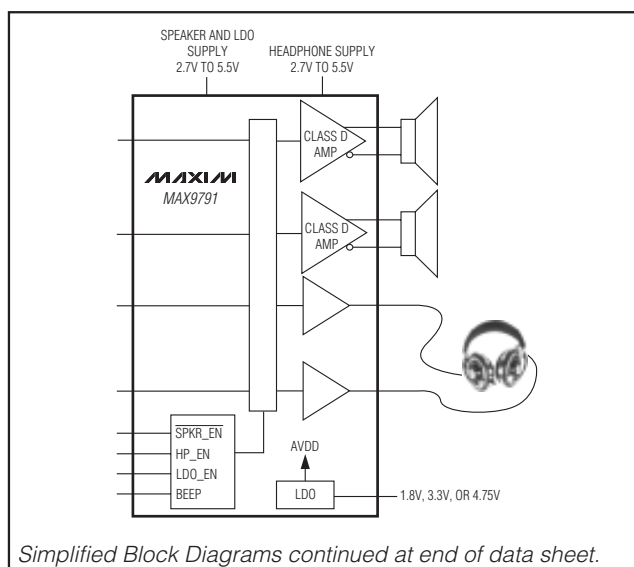 SPEAKER AND LDO
SUPPLY
2.7V TO 5.5V
HEADPHONE SUPPLY
2.7V TO 5.5V
CLASS D
AMP
MAXIM
MAX9791
CLASS D
AMP
SPKR_EN
HP_EN
LDO_EN
BEEP
AVDD
LDO
1.8V, 3.3V, OR 4.75V
Simplified Block Diagrams continued at end of data sheet.